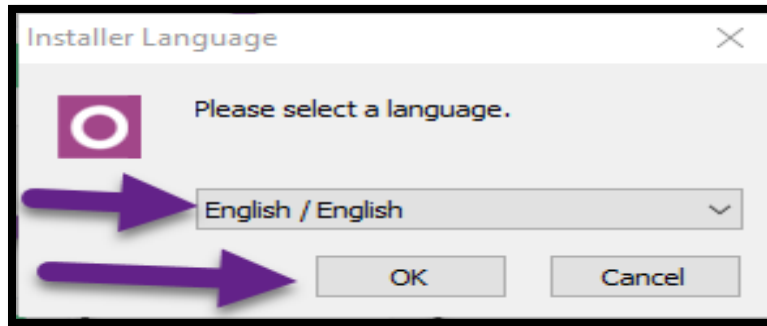 Installer Language
Please select a language.
English / English
OK
Cancel